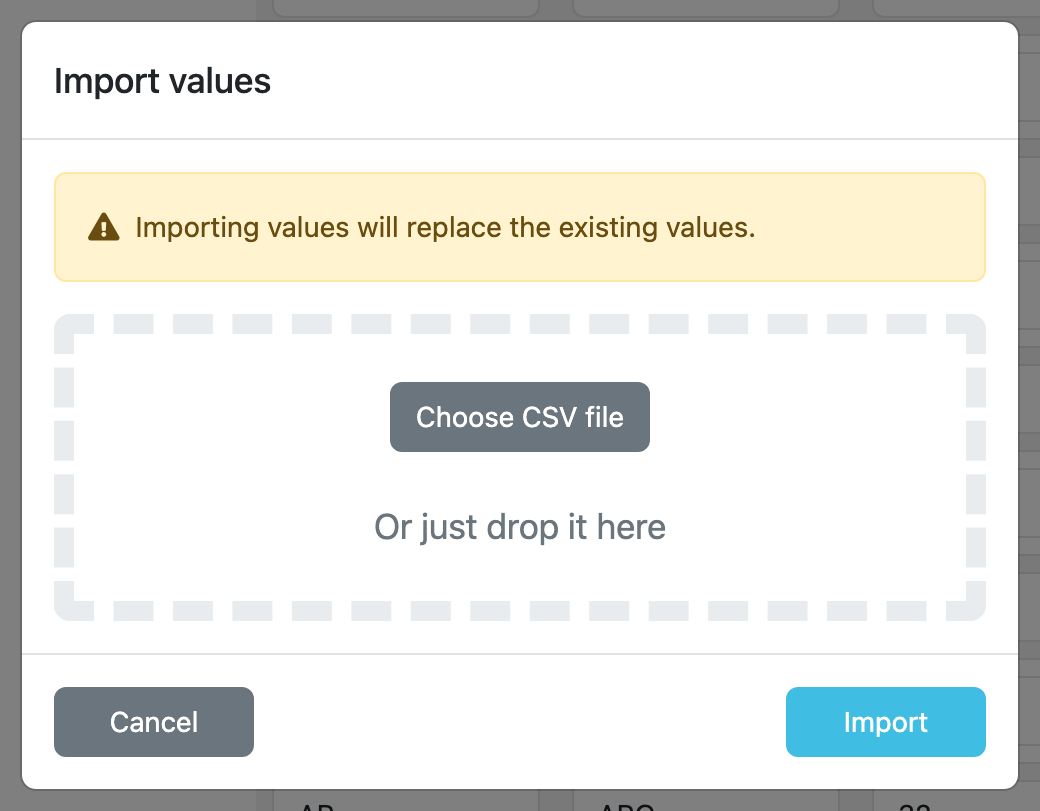 Import values
Importing values will replace the existing values.
Choose CSV file
Or just drop it here
Cancel
Import